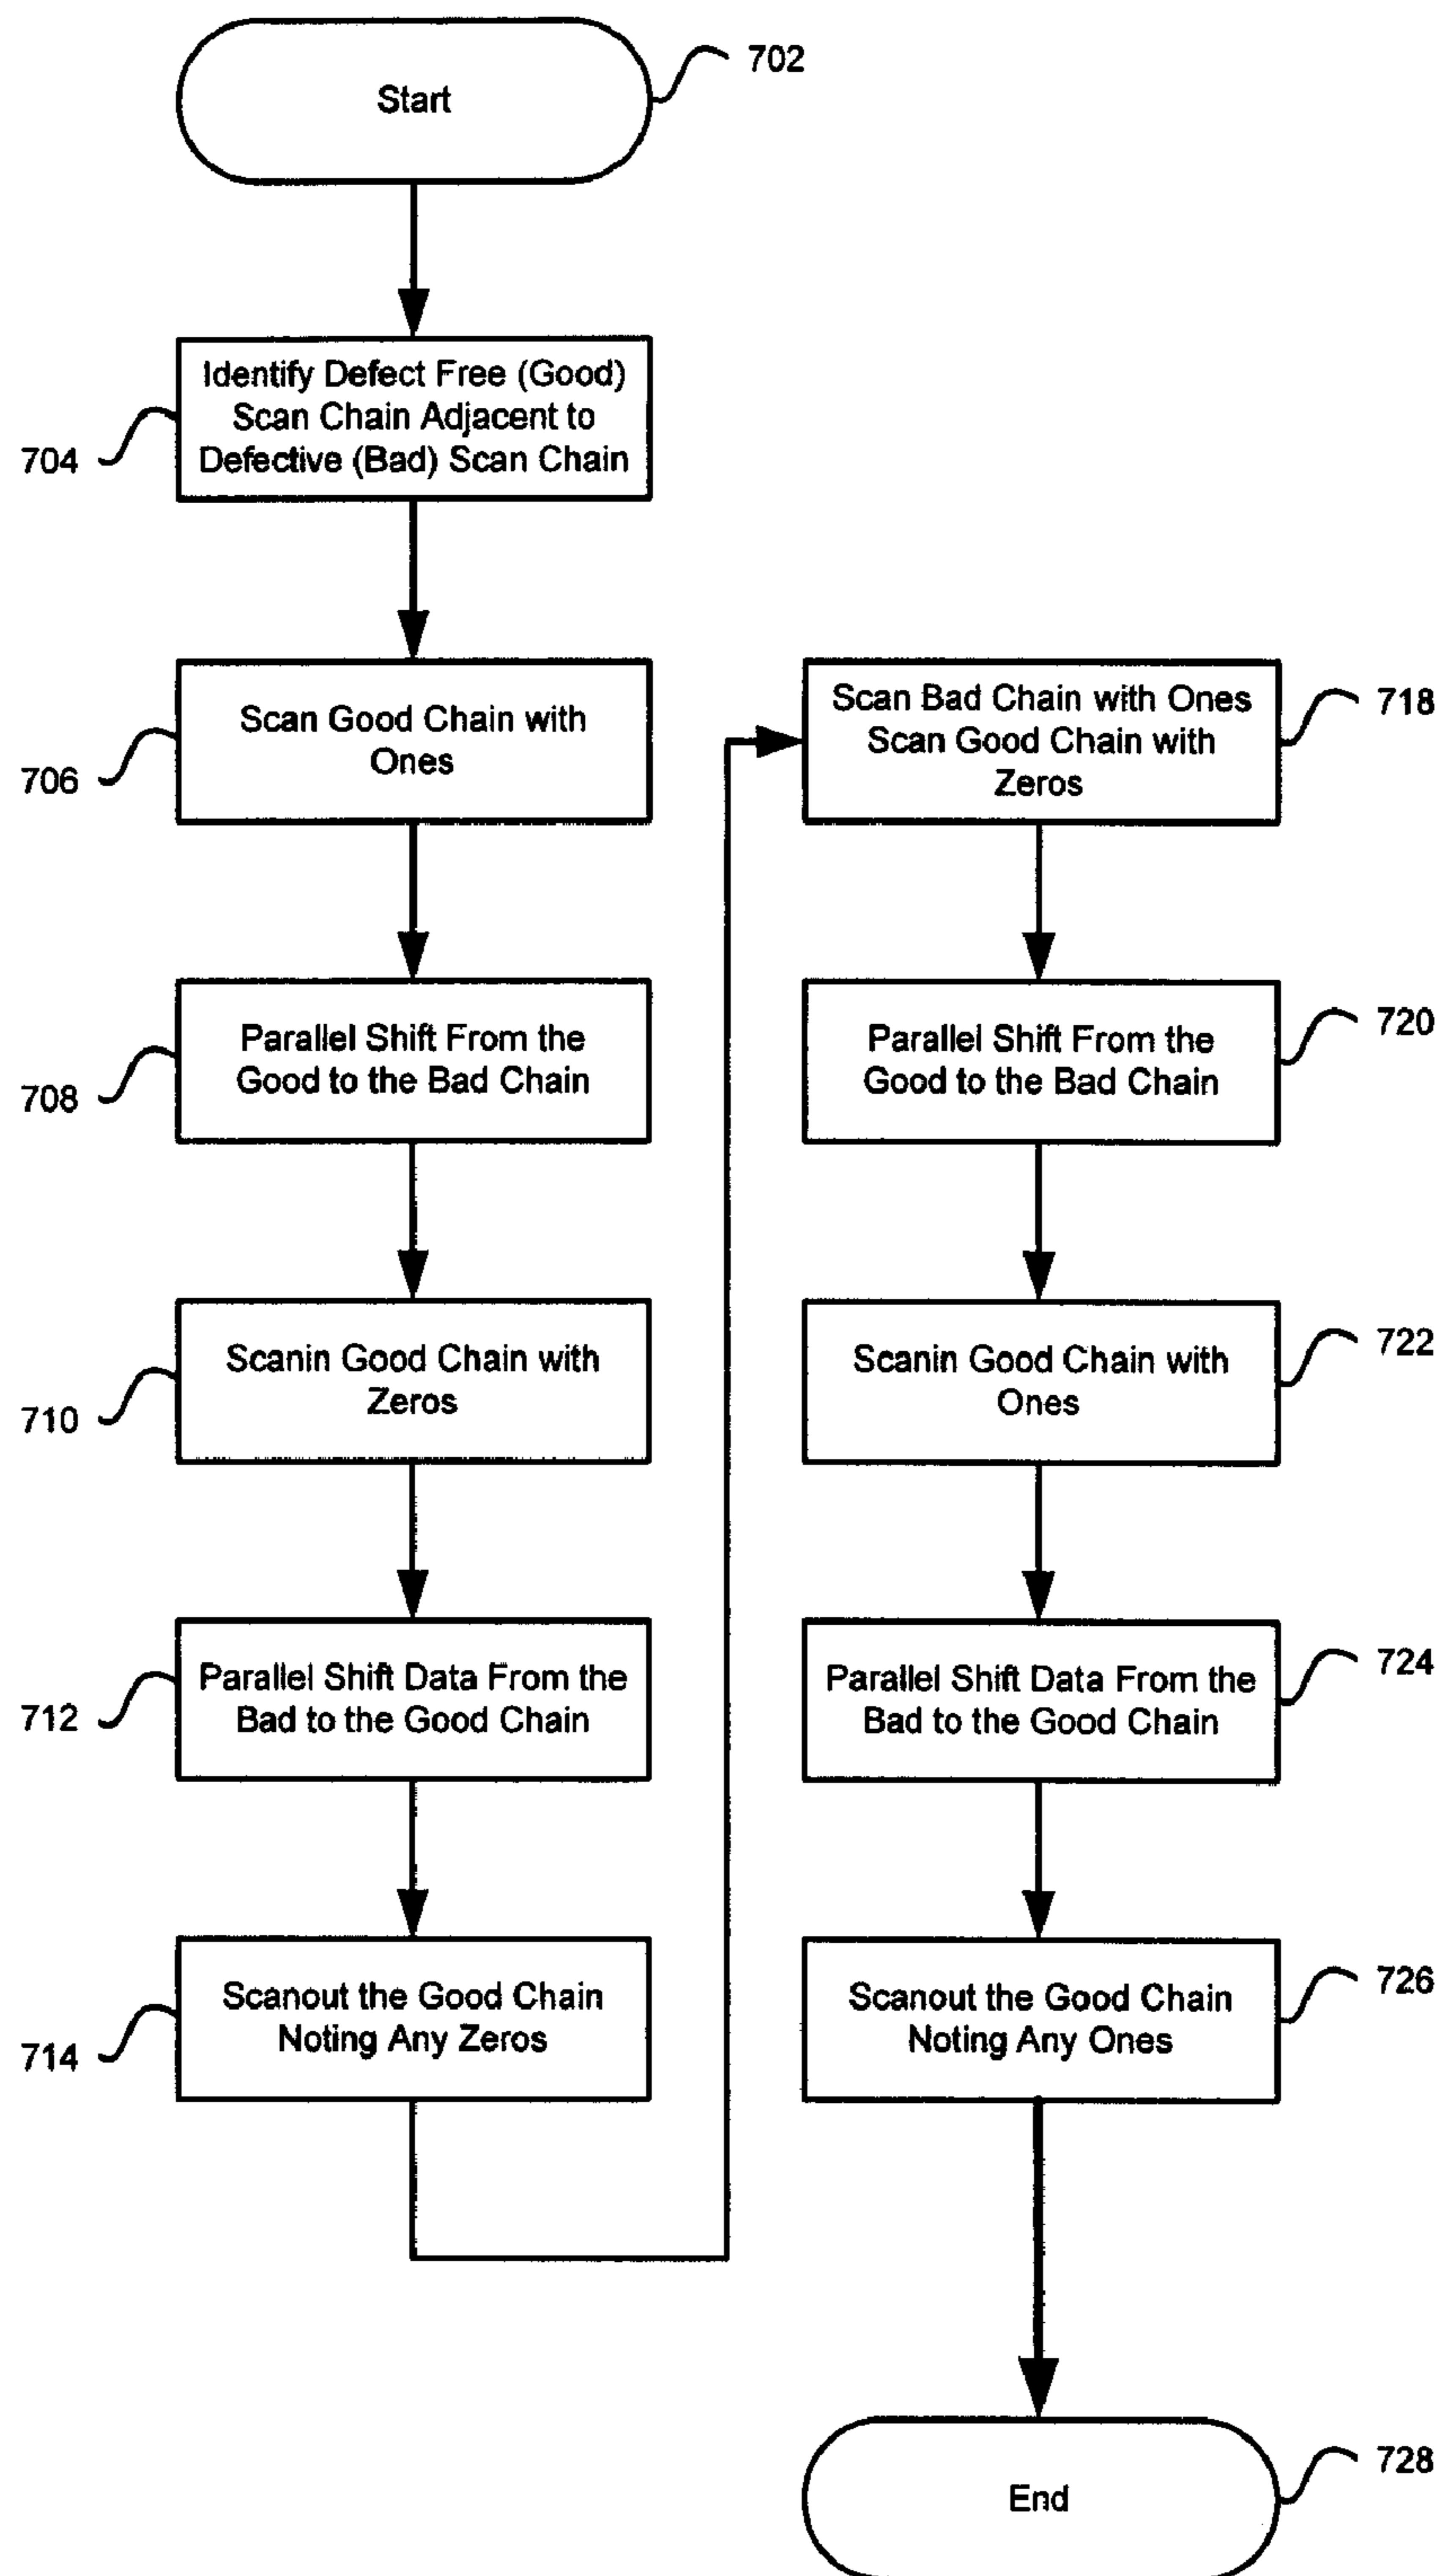 Start
702
Identify Defect Free (Good)
Scan Chain Adjacent to
Defective (Bad) Scan Chain
704
Scan Good Chain with
Ones
706
Parallel Shift From the
Good to the Bad Chain
708
Scanin Good Chain with
Zeros
710
Parallel Shift Data From the
Bad to the Good Chain
712
Scanout the Good Chain
Noting Any Zeros
714
Scan Bad Chain with Ones
Scan Good Chain with
Zeros
718
Parallel Shift From the
Good to the Bad Chain
720
Scanin Good Chain with
Ones
722
Parallel Shift Data From the
Bad to the Good Chain
724
Scanout the Good Chain
Noting Any Ones
726
End
728